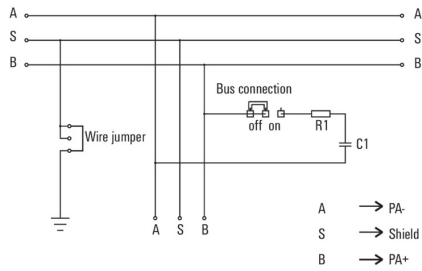 A A
S S
B B
Bus connection
off on R1
Wire jumper
C1
A S B
A PA-
S Shield
B PA+